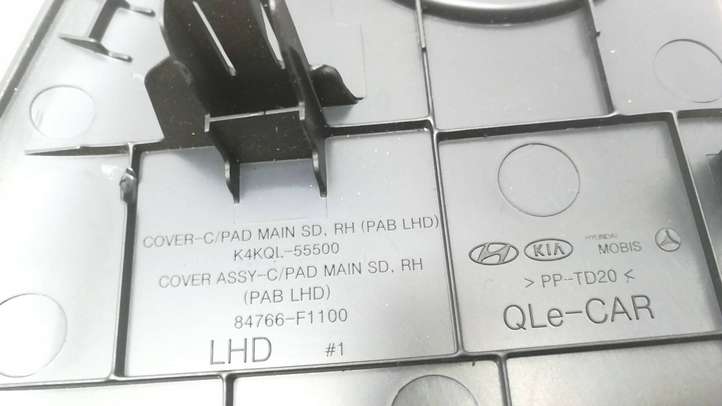 COVER-C/PAD MAIN SD, RH (PAB LHD)
K4KQL-55500
COVER ASSY-C/PAD MAIN SD, RH
(PAB LHD)
84766-F1100
LHD #1
KIA HYUNDAI MOBIS
> PP-TD20 <
QLe-CAR